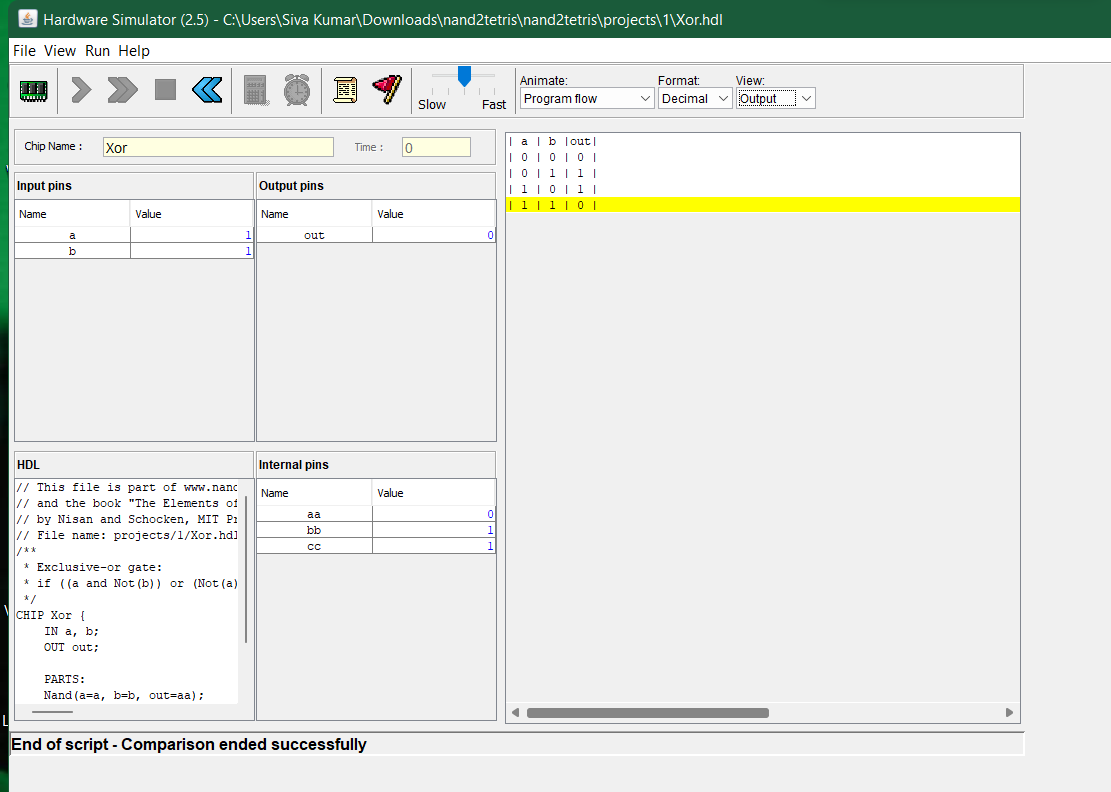 Hardware Simulator (2.5) - C:\Users\Siva Kumar\Downloads\nand2tetris\nand2tetris\projects\1\Xor.hdl
File View Run Help
Slow Fast
Animate: Format: View:
Program flow Decimal Output
Chip Name : Xor Time : 0
Input pins
Name Value
a 1
b 1
Output pins
Name Value
out 0
| a | b |out|
| 0 | 0 | 0 |
| 0 | 1 | 1 |
| 1 | 0 | 1 |
| 1 | 1 | 0 |
HDL
// This file is part of www.nand
// and the book "The Elements of
// by Nisan and Schocken, MIT
// File name: projects/1/Xor.hdl
/**
* Exclusive-or gate:
* if ((a and Not(b)) or (Not(a)
*/
CHIP Xor {
IN a, b;
OUT out;
PARTS:
Nand(a=a, b=b, out=aa);
Internal pins
Name Value
aa 0
bb 1
cc 1
End of script - Comparison ended successfully